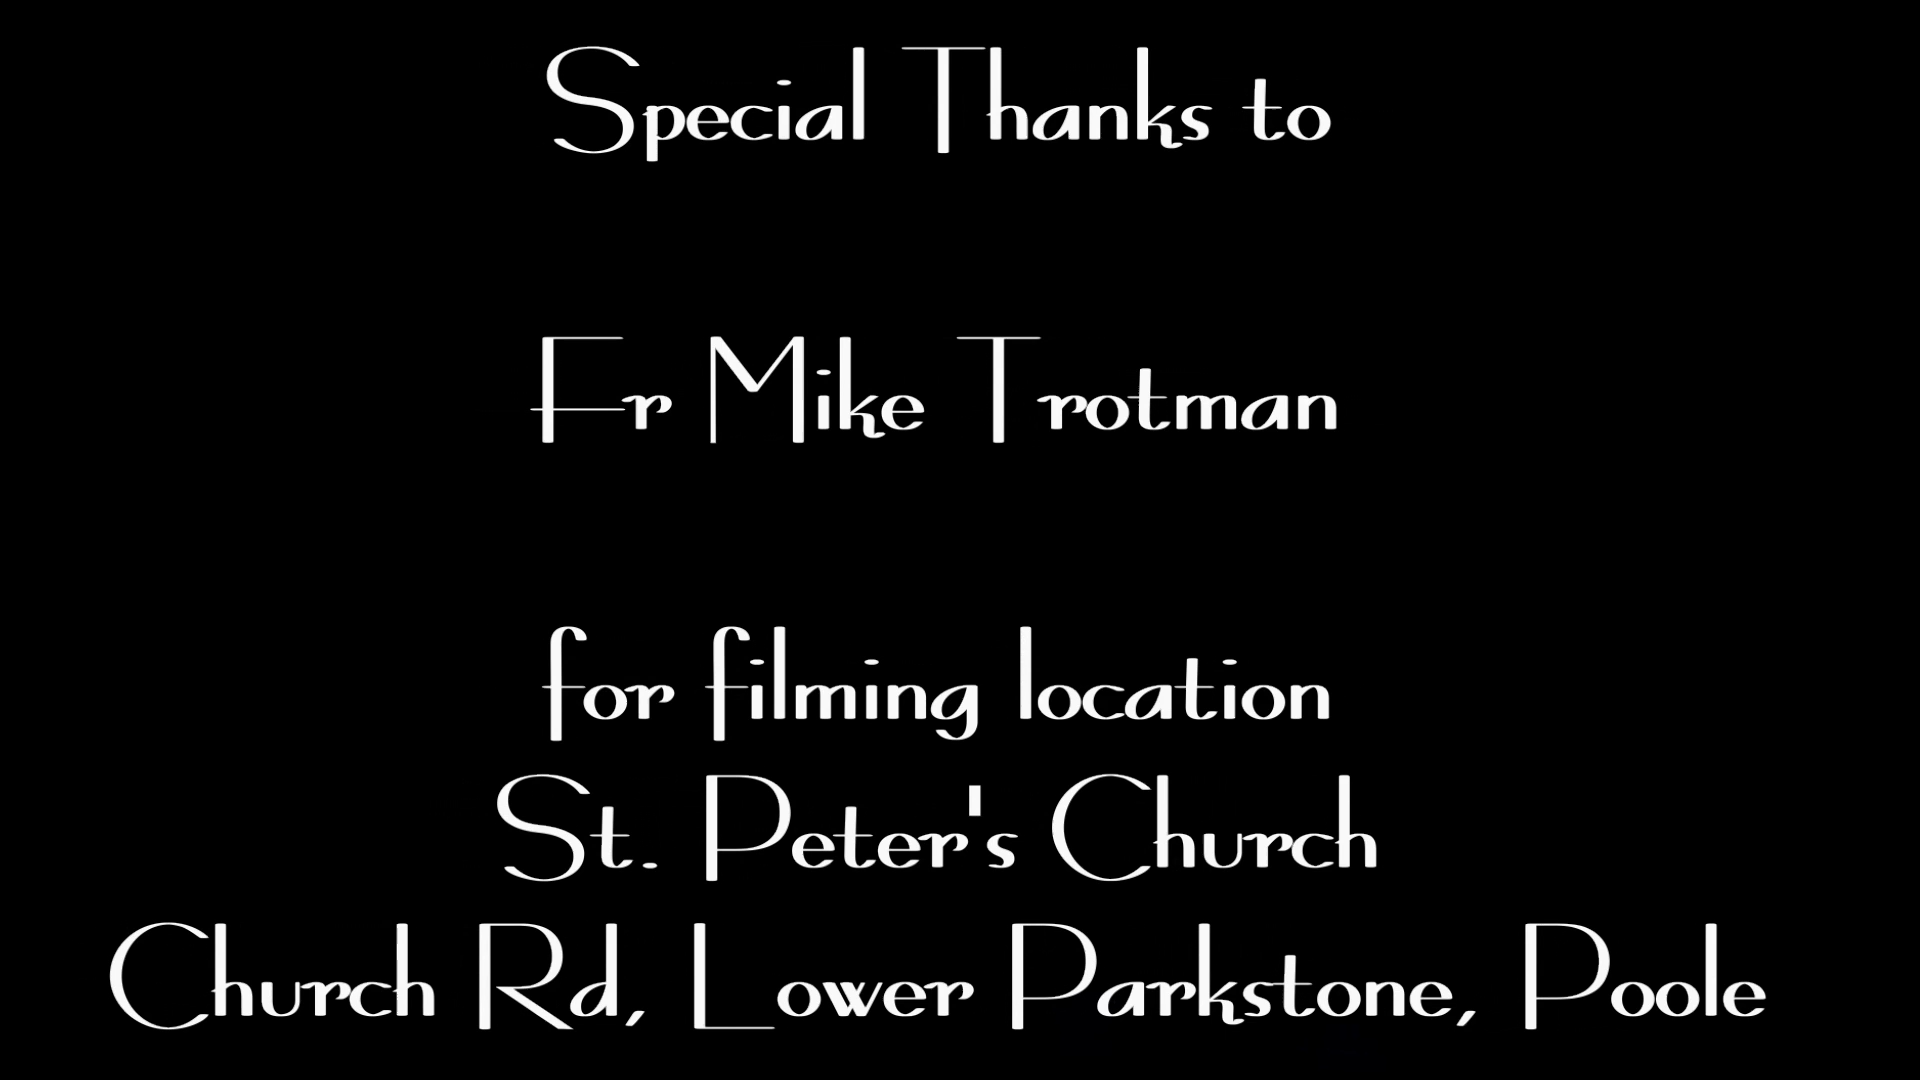 Special Thanks to
Fr Mike Trotman
for filming location
St. Peter's Church
Church Rd, Lower Parkstone, Poole